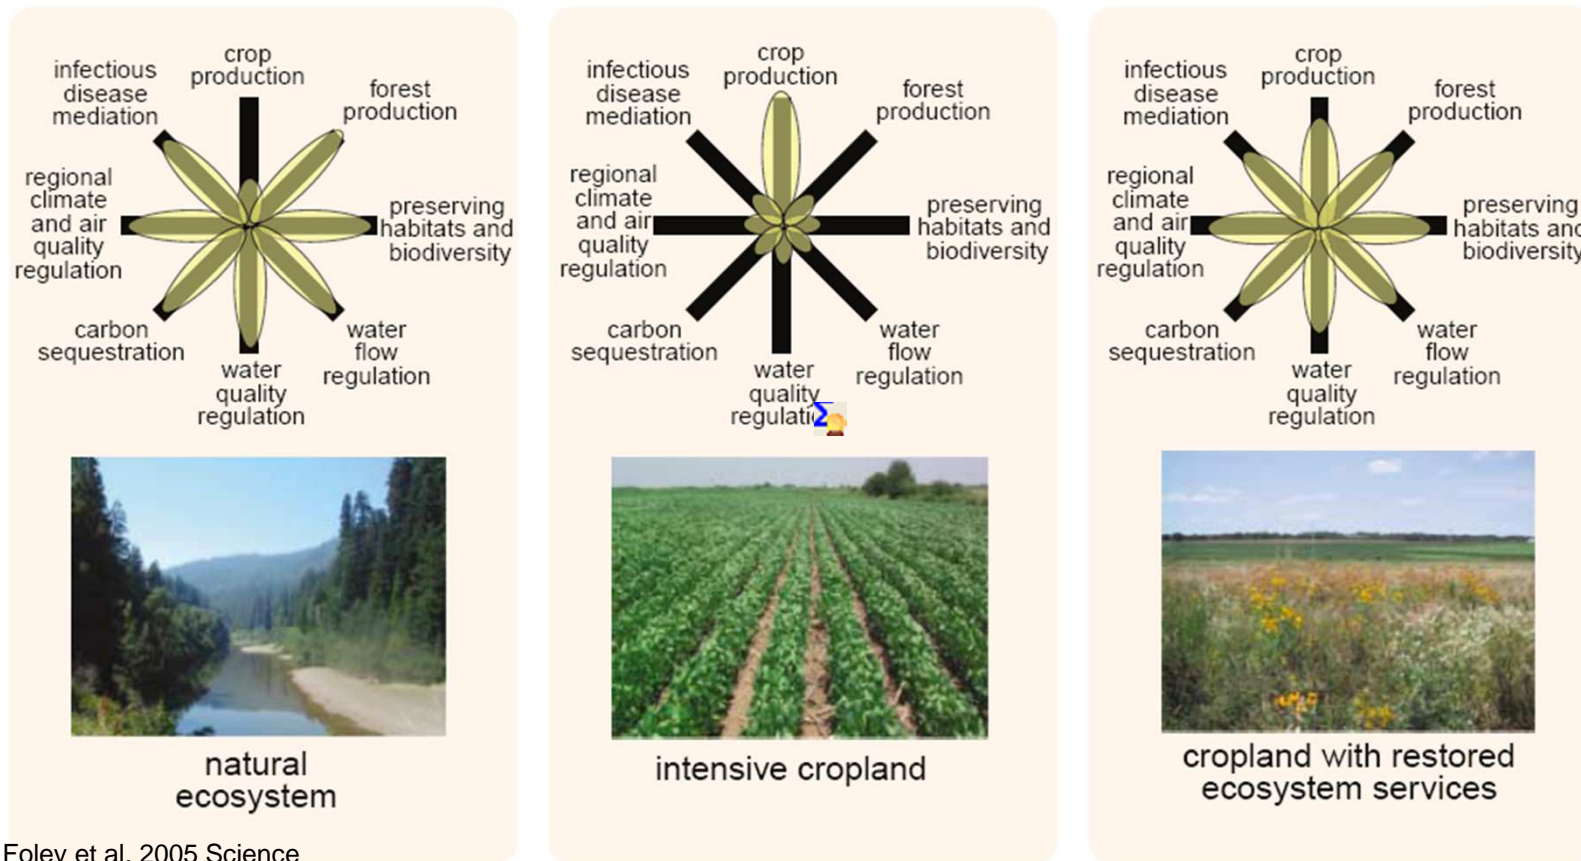 crop
production
infectious
disease
mediation
forest
production
regional
climate
and air
quality
regulation
preserving
habitats and
biodiversity
carbon
sequestration
water
flow
regulation
water
quality
regulation
natural
ecosystem
crop
production
infectious
disease
mediation
forest
production
regional
climate
and air
quality
regulation
preserving
habitats and
biodiversity
carbon
sequestration
water
flow
regulation
water
quality
regulati
Σ
intensive cropland
crop
production
infectious
disease
mediation
forest
production
regional
climate
and air
quality
regulation
preserving
habitats and
biodiversity
carbon
sequestration
water
flow
regulation
water
quality
regulation
cropland with restored
ecosystem services
Foley et al. 2005 Science